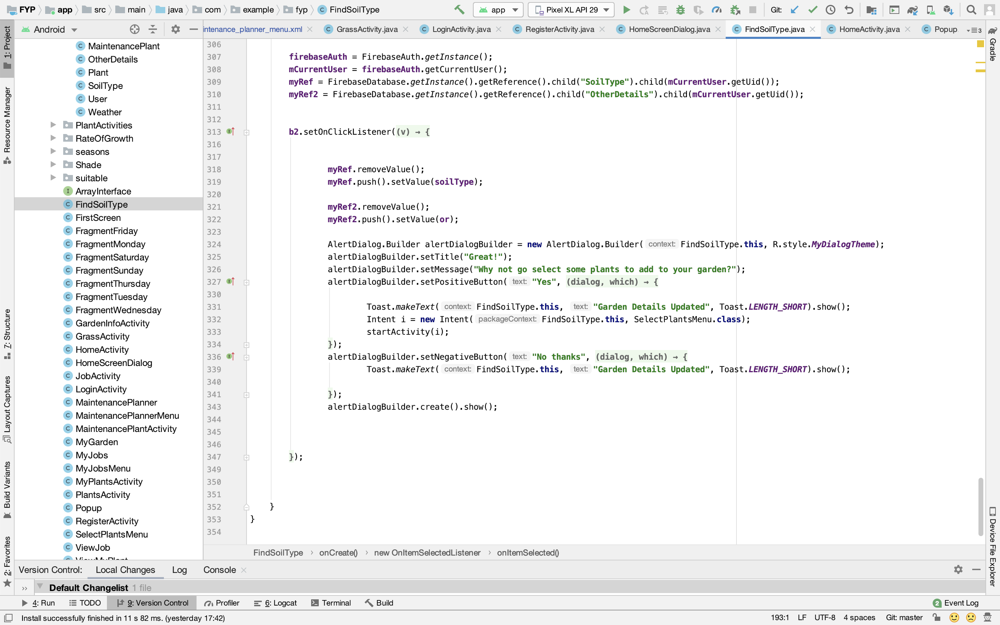 FYP app src main java com example fyp FindSoilType app Pixel XL API 29 Git:
Android
intenance_planner_menu.xml GrassActivity.java LoginActivity.java RegisterActivity.java HomeScreenDialog.java FindSoilType.java HomeActivity.java Popup. 3
1: Project
Resource Manager
7: Structure
Layout Captures
Build Variants
2: Favorites
MaintenancePlant
OtherDetails
Plant
SoilType
User
Weather
PlantActivities
RateOfGrowth
seasons
Shade
suitable
ArrayInterface
FindSoilType
FirstScreen
FragmentFriday
FragmentMonday
FragmentSaturday
FragmentSunday
FragmentThursday
FragmentTuesday
FragmentWednesday
GardenInfoActivity
GrassActivity
HomeActivity
HomeScreenDialog
JobActivity
LoginActivity
MaintenancePlanner
MaintenancePlannerMenu
MaintenancePlantActivity
MyGarden
MyJobs
MyJobsMenu
MyPlantsActivity
PlantsActivity
Popup
RegisterActivity
SelectPlantsMenu
ViewJob
ViewMyPlant
306
307 firebaseAuth = FirebaseAuth.getInstance();
308 mCurrentUser = firebaseAuth.getCurrentUser();
309 myRef = FirebaseDatabase.getInstance().getReference().child("SoilType").child(mCurrentUser.getUid());
310 myRef2 = FirebaseDatabase.getInstance().getReference().child("OtherDetails").child(mCurrentUser.getUid());
311
312
313 b2.setOnClickListener((v) → {
316
317
318 myRef.removeValue();
319 myRef.push().setValue(soilType);
320
321 myRef2.removeValue();
322 myRef2.push().setValue(or);
323
324 AlertDialog.Builder alertDialogBuilder = new AlertDialog.Builder( context: FindSoilType.this, R.style.MyDialogTheme);
325 alertDialogBuilder.setTitle("Great!");
326 alertDialogBuilder.setMessage("Why not go select some plants to add to your garden?");
327 alertDialogBuilder.setPositiveButton( text: "Yes", (dialog, which) → {
330
331 Toast.makeText( context: FindSoilType.this, text: "Garden Details Updated", Toast.LENGTH_SHORT).show();
332 Intent i = new Intent( packageContext: FindSoilType.this, SelectPlantsMenu.class);
333 startActivity(i);
334 });
336 alertDialogBuilder.setNegativeButton( text: "No thanks", (dialog, which) → {
339 Toast.makeText( context: FindSoilType.this, text: "Garden Details Updated", Toast.LENGTH_SHORT).show();
340
341 });
343 alertDialogBuilder.create().show();
344
345
346
347 });
349
350
351
352 }
353 }
354
Gradle
Device File Explorer
FindSoilType › onCreate() › new OnItemSelectedListener › onItemSelected()
Version Control: Local Changes Log Console
» Default Changelist 1 file
4: Run TODO 9: Version Control Profiler 6: Logcat Terminal Build 2 Event Log
Install successfully finished in 11 s 82 ms. (yesterday 17:42) 193:1 LF UTF-8 4 spaces Git: master